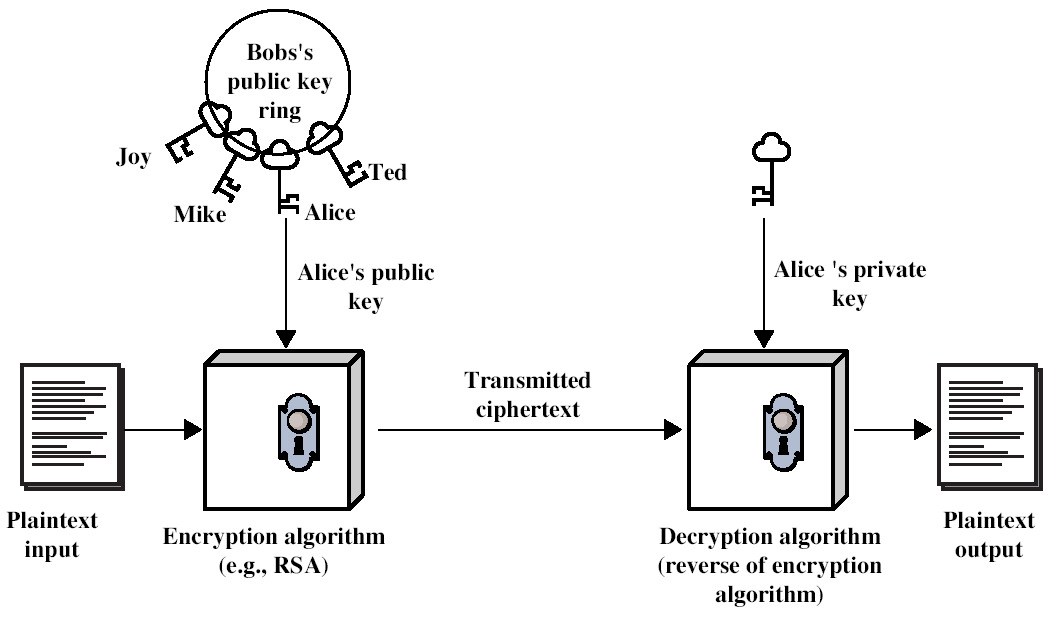 Bobs's
public key
ring
Joy
Ted
Mike
Alice
Alice's public
key
Alice 's private
key
Transmitted
ciphertext
Plaintext
input
Encryption algorithm
(e.g., RSA)
Decryption algorithm
(reverse of encryption
algorithm)
Plaintext
output